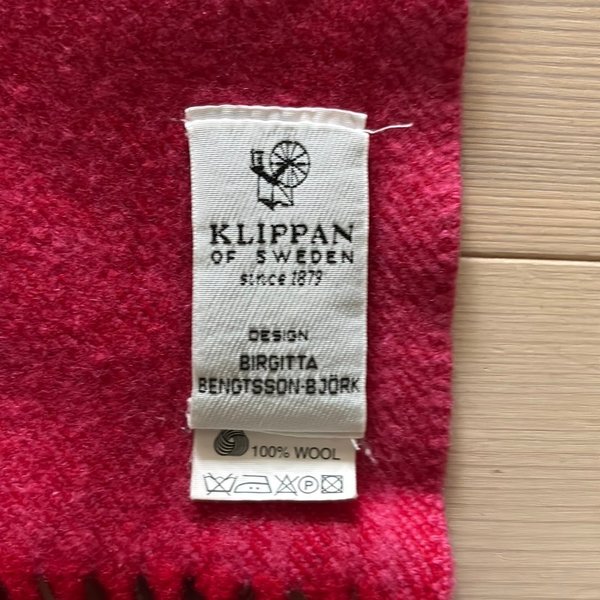 KLIPPAN
OF SWEDEN
since 1879
DESIGN
BIRGITTA
BENGTSSON-BJÖRK
100% WOOL
P